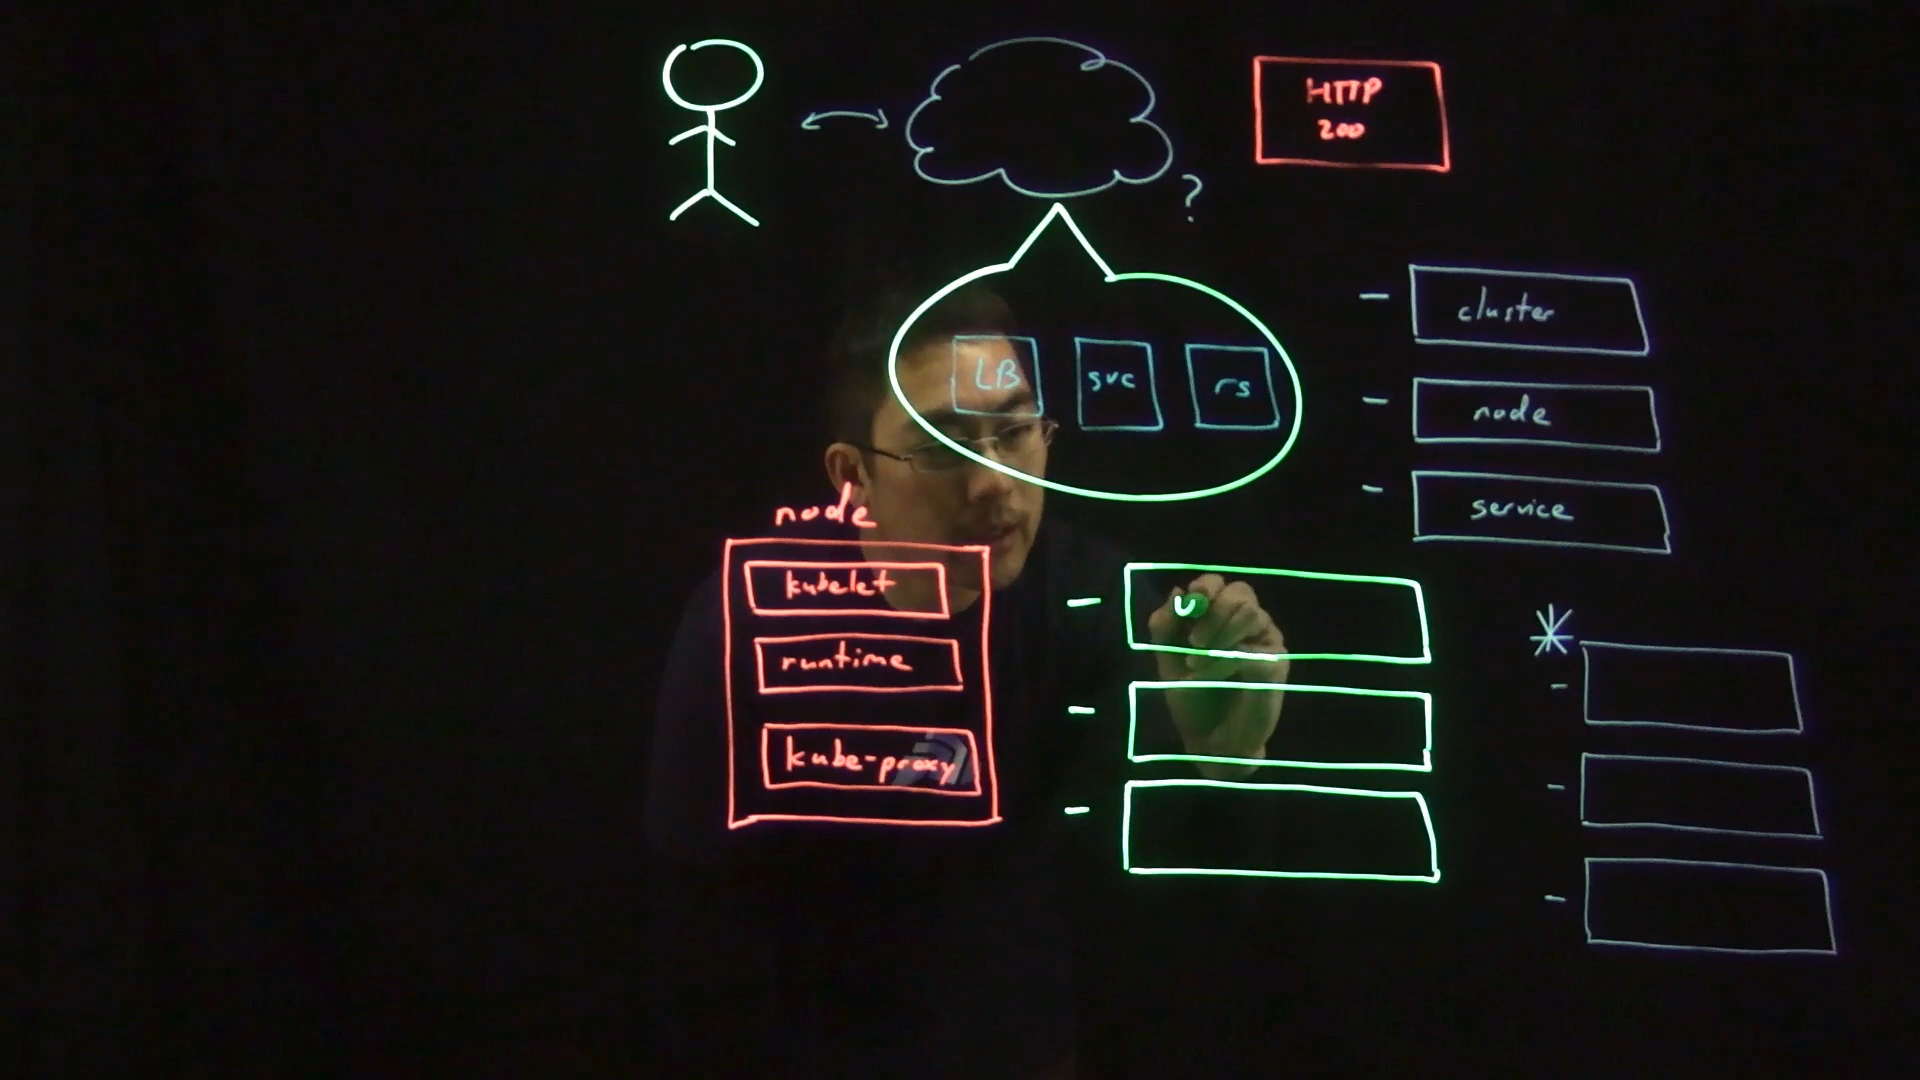 HTTP
200
?
cluster
LB
svc
rs
node
service
node
kubelet
runtime
kube-proxy
u